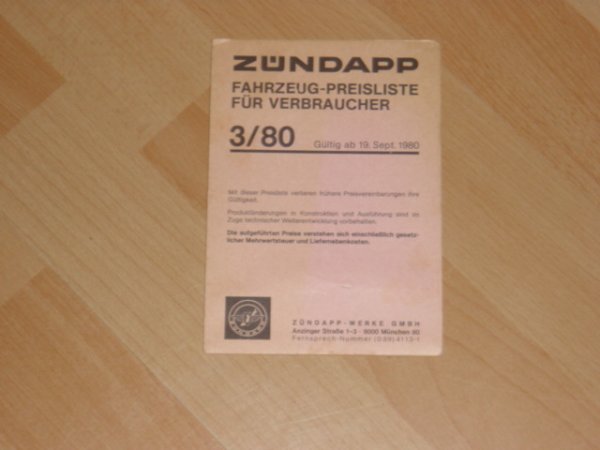 ZÜNDAPP
FAHRZEUG-PREISLISTE
FÜR VERBRAUCHER
3/80 Gültig ab 19. Sept. 1980
Mit dieser Preisliste verlieren frühere Preisvereinbarungen ihre
Gültigkeit.
Produktänderungen in Konstruktion und Ausführung sind im
Zuge technischer Weiterentwicklung vorbehalten.
Die aufgeführten Preise verstehen sich einschließlich gesetz-
licher Mehrwertsteuer und Liefernebenkosten.
ZÜNDAPP
ZÜNDAPP-WERKE GMBH
Anzinger Straße 1-3 · 8000 München 80
Fernsprech-Nummer (089) 4113-1